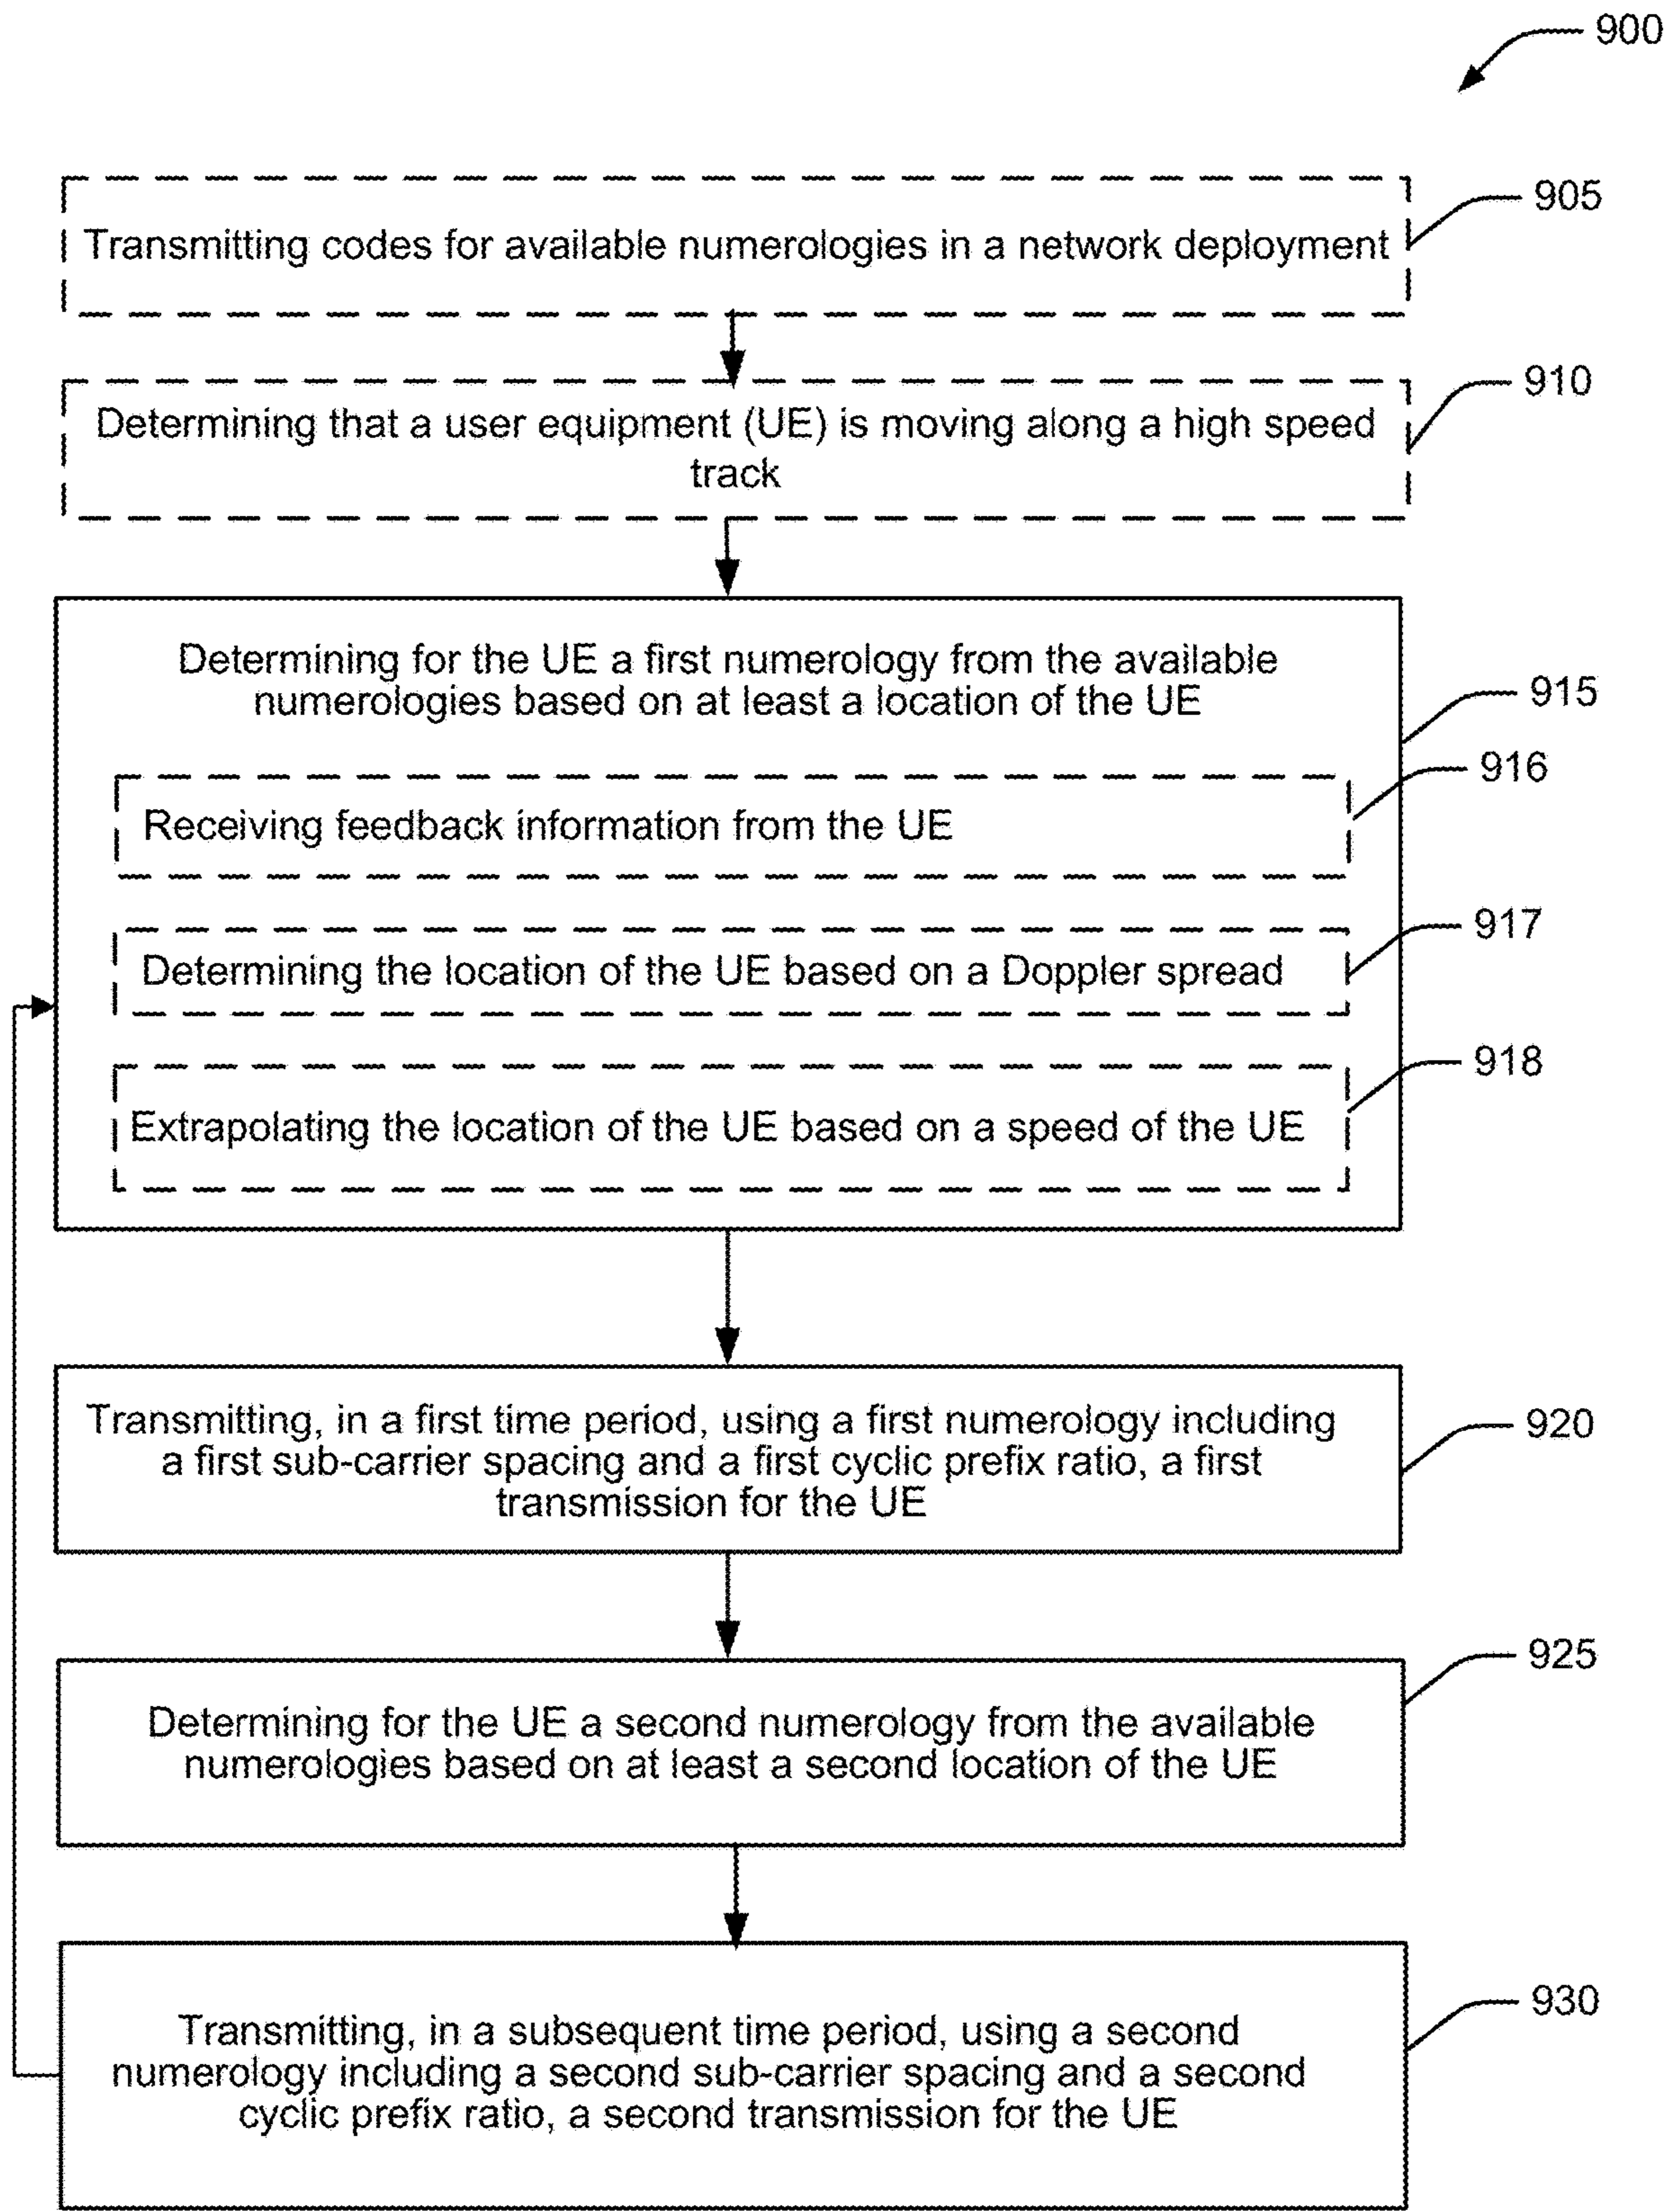 900
905
Transmitting codes for available numerologies in a network deployment
910
Determining that a user equipment (UE) is moving along a high speed
track
Determining for the UE a first numerology from the available
numerologies based on at least a location of the UE
915
916
Receiving feedback information from the UE
917
Determining the location of the UE based on a Doppler spread
918
Extrapolating the location of the UE based on a speed of the UE
Transmitting, in a first time period, using a first numerology including
a first sub-carrier spacing and a first cyclic prefix ratio, a first
transmission for the UE
920
925
Determining for the UE a second numerology from the available
numerologies based on at least a second location of the UE
930
Transmitting, in a subsequent time period, using a second
numerology including a second sub-carrier spacing and a second
cyclic prefix ratio, a second transmission for the UE